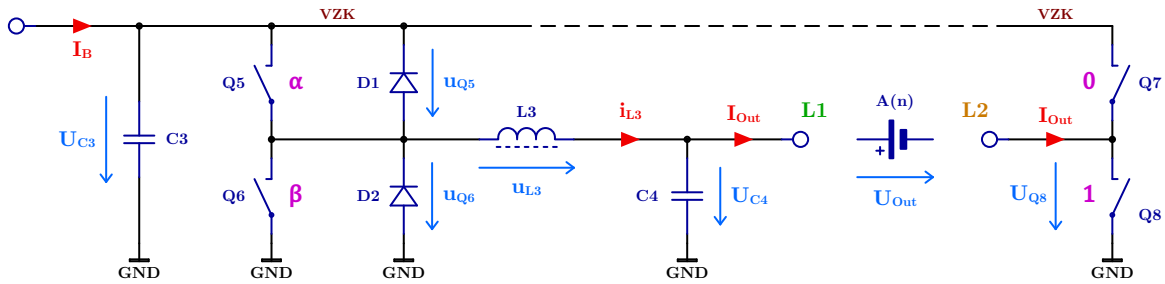 VZK
VZK
I_B
Q5
α
D1
u_Q5
0
Q7
U_C3
C3
L3
i_L3
I_Out
L1
A(n)
+
L2
I_Out
Q6
β
D2
u_Q6
u_L3
C4
U_C4
U_Out
U_Q8
1
Q8
GND
GND
GND
GND
GND